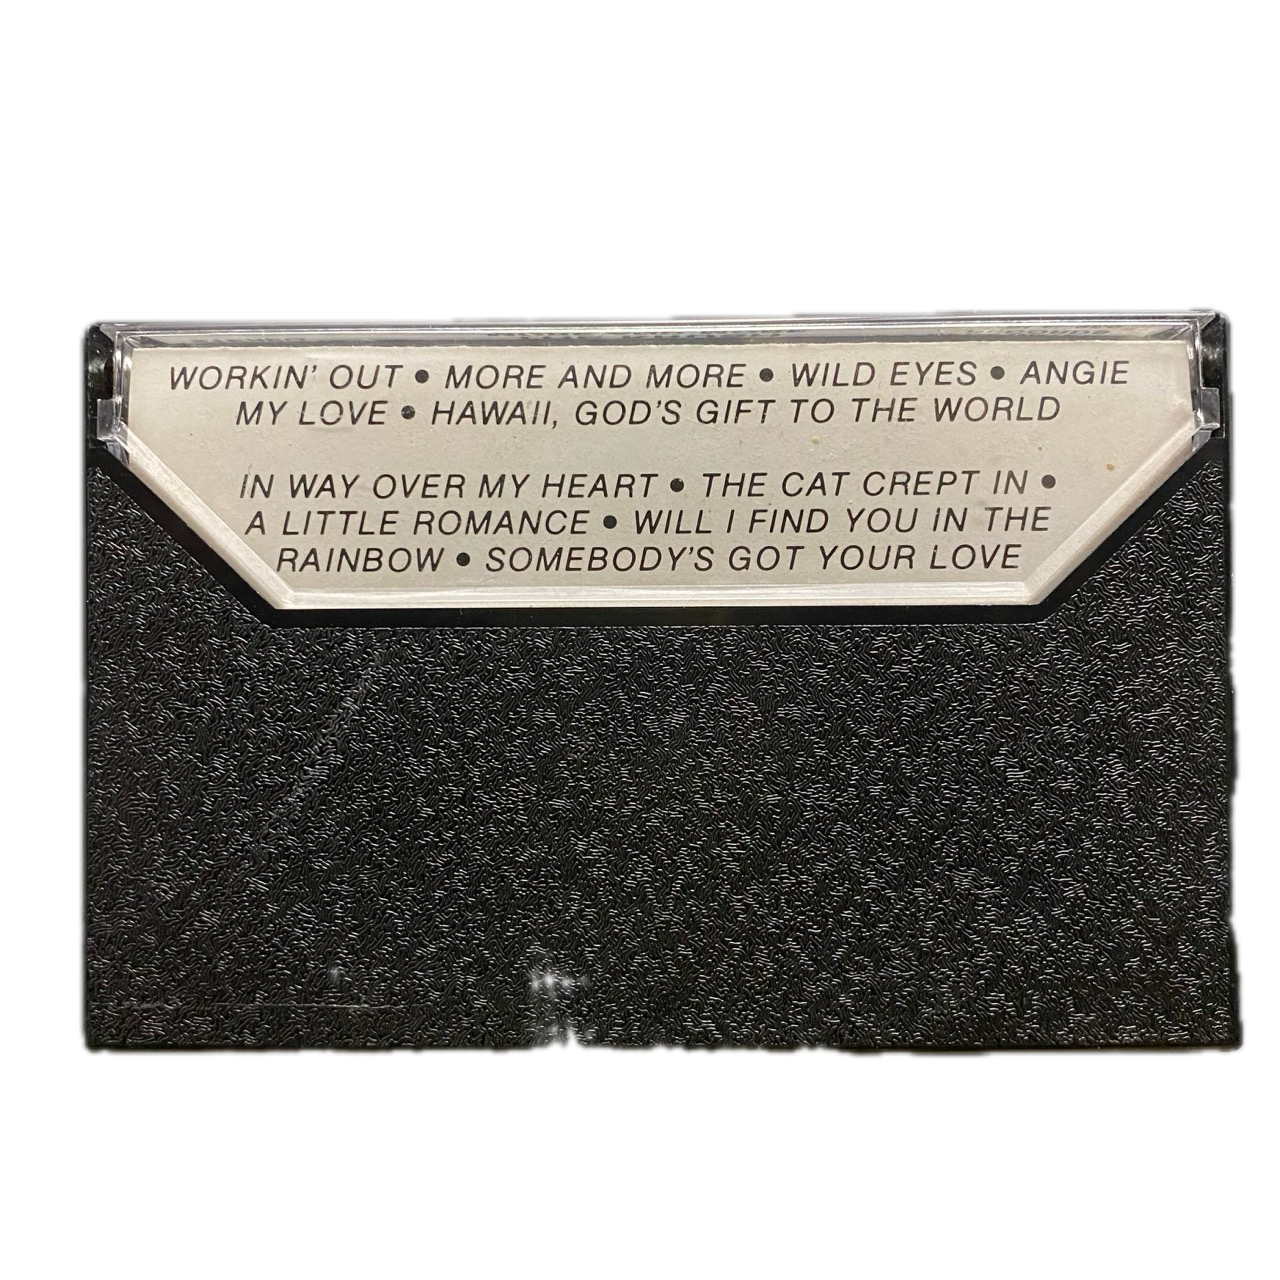 WORKIN' OUT • MORE AND MORE • WILD EYES • ANGIE
MY LOVE • HAWAII, GOD'S GIFT TO THE WORLD
IN WAY OVER MY HEART • THE CAT CREPT IN •
A LITTLE ROMANCE • WILL I FIND YOU IN THE
RAINBOW • SOMEBODY'S GOT YOUR LOVE